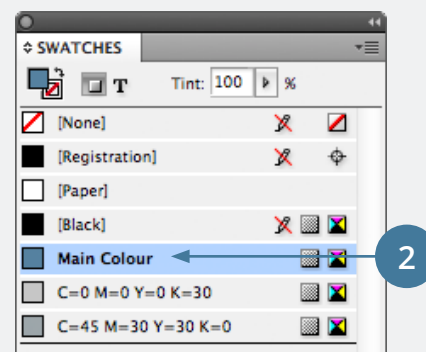 SWATCHES
T Tint: 100 %
[None]
[Registration]
[Paper]
[Black]
Main Colour
2
C=0 M=0 Y=0 K=30
C=45 M=30 Y=30 K=0